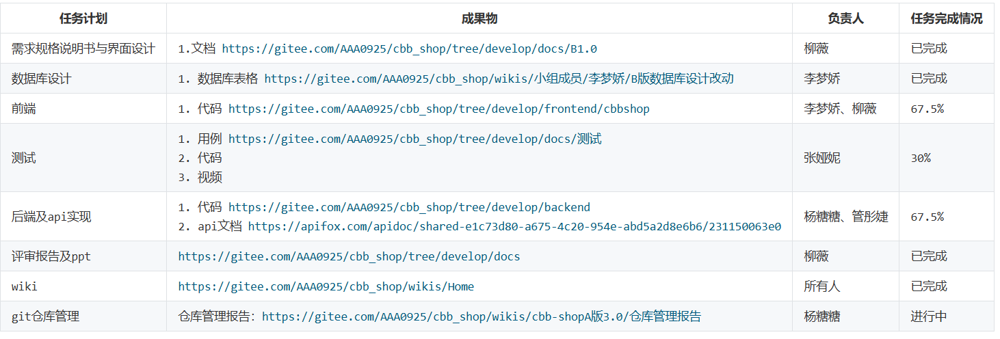 任务计划 成果物 负责人 任务完成情况
需求规格说明书与界面设计 1.文档 https://gitee.com/AAA0925/cbb_shop/tree/develop/docs/B1.0 柳薇 已完成
数据库设计 1. 数据库表格 https://gitee.com/AAA0925/cbb_shop/wikis/小组成员/李梦娇/B版数据库设计改动 李梦娇 已完成
前端 1. 代码 https://gitee.com/AAA0925/cbb_shop/tree/develop/frontend/cbbshop 李梦娇、柳薇 67.5%
1. 用例 https://gitee.com/AAA0925/cbb_shop/tree/develop/docs/测试
测试 2. 代码 张娅妮 30%
3. 视频
1. 代码 https://gitee.com/AAA0925/cbb_shop/tree/develop/backend
后端及api实现 杨糖糖、管彤婕 67.5%
2. api文档 https://apifox.com/apidoc/shared-e1c73d80-a675-4c20-954e-abd5a2d8e6b6/231150063e0
评审报告及ppt https://gitee.com/AAA0925/cbb_shop/tree/develop/docs 柳薇 已完成
wiki https://gitee.com/AAA0925/cbb_shop/wikis/Home 所有人 已完成
git仓库管理 仓库管理报告：https://gitee.com/AAA0925/cbb_shop/wikis/cbb-shopA版3.0/仓库管理报告 杨糖糖 进行中